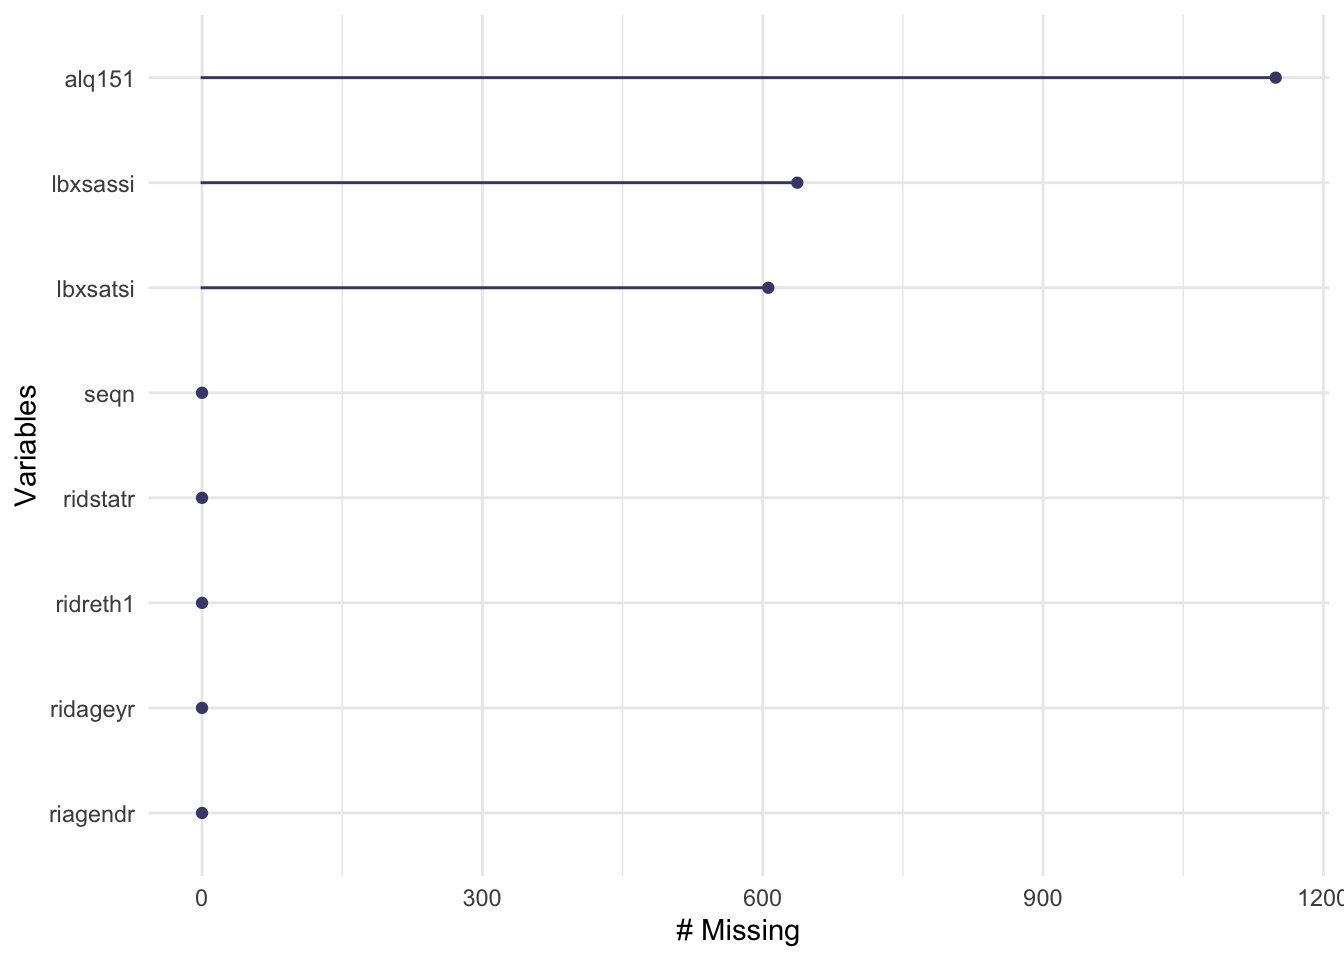 alq151
lbxsassi
lbxsatsi
seqn
ridstatr
ridreth1
ridageyr
riagendr
Variables
0 300 600 900 1200
# Missing